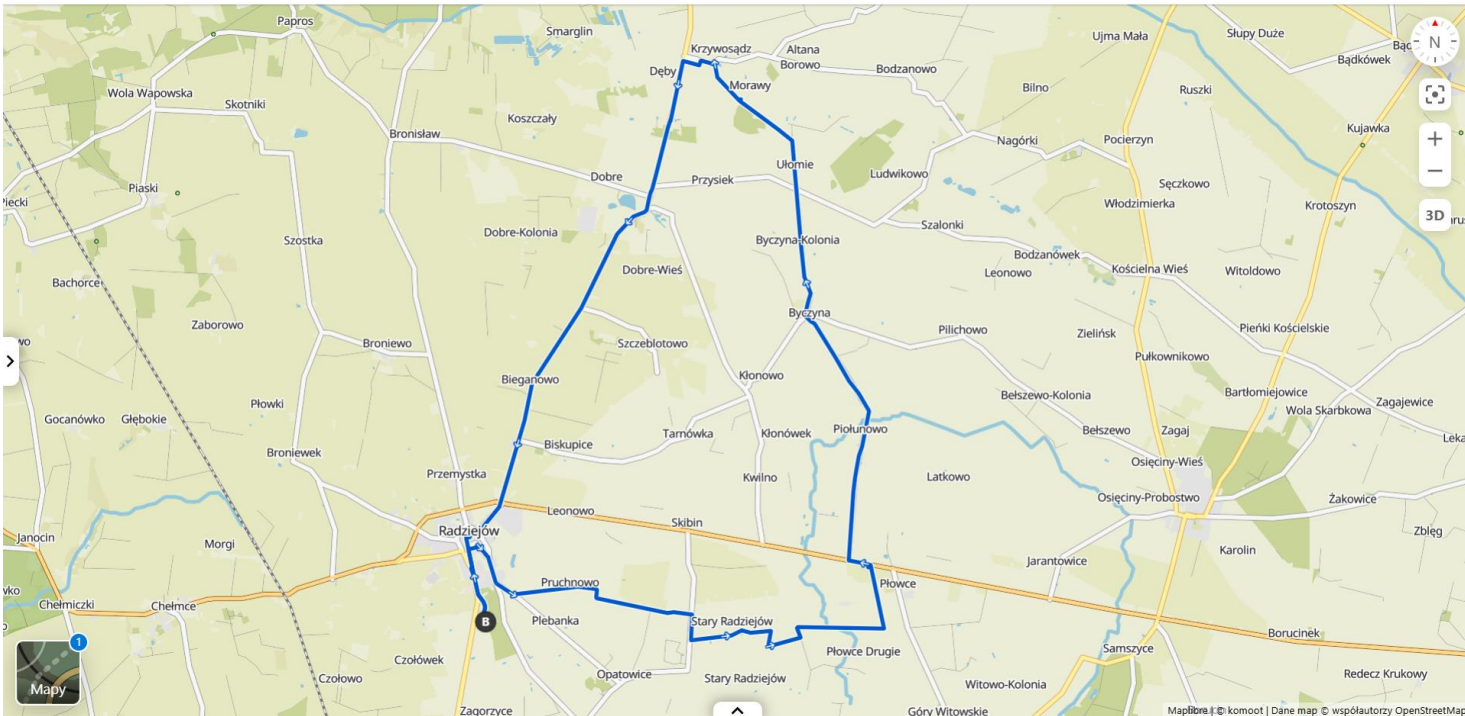 Papros
Smarglin
Krzywosądz
Altana
Ujma Mała
Słupy Duże
N
Borowo
Bądkówek
Dęby
Bodzanowo
Wola Wapowska
Morawy
Bilno
Ruszki
Skotniki
Koszczały
Bronisław
Nagórki
Pocierzyn
Kujawka
Ułomie
Dobre
Przysiek
Ludwikowo
Piaski
Sęczkowo
Piecki
Włodzimierka
Krotoszyn
3D
Szostka
Dobre-Kolonia
Byczyna-Kolonia
Szalonki
Bodzanówek
Dobre-Wieś
Leonowo
Kościelna Wieś
Witoldowo
Bachorce
Byczyna
Zaborowo
Pilichowo
Zielińsk
Pieńki Kościelskie
Broniewo
Szczeblotowo
Pułkownikowo
Bieganowo
Kłonowo
Bełszewo-Kolonia
Bartłomiejowice
Płowki
Wola Skarbkowa
Zagajewice
Gocanówko
Głębokie
Tarnówka
Kłonówek
Piołunowo
Bełszewo
Zagaj
Biskupice
Broniewek
Przemystka
Kwilno
Latkowo
Osięciny-Wieś
Osięciny-Probostwo
Żakowice
Leonowo
Skibin
Radziejów
Zbląg
Janocin
Morgi
Karolin
Jarantowice
Pruchnowo
Płowce
Chełmiczki
Chełmce
B
Plebanka
Stary Radziejów
Borucinek
1
Płowce Drugie
Samszyce
Czołówek
Mapy
Czołowo
Opatowice
Stary Radziejów
Witowo-Kolonia
Redecz Krukowy
Zagorzyce
Góry Witowskie
© komoot | Dane map © współautorzy OpenStreetMap